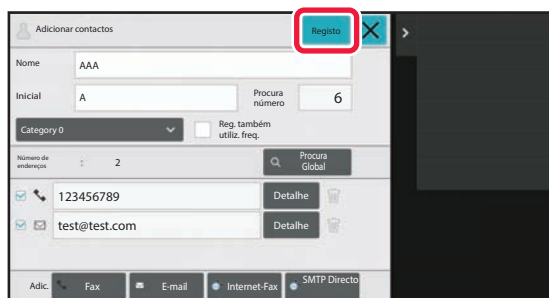 Adicionar contactos
Registo
Nome
AAA
Inicial
A
Procura
número
6
Category 0
Reg. também
utiliz. freq.
Número de
endereços
:
2
Procura
Global
123456789
Detalhe
test@test.com
Detalhe
Adic.
Fax
E-mail
Internet-Fax
SMTP Directo